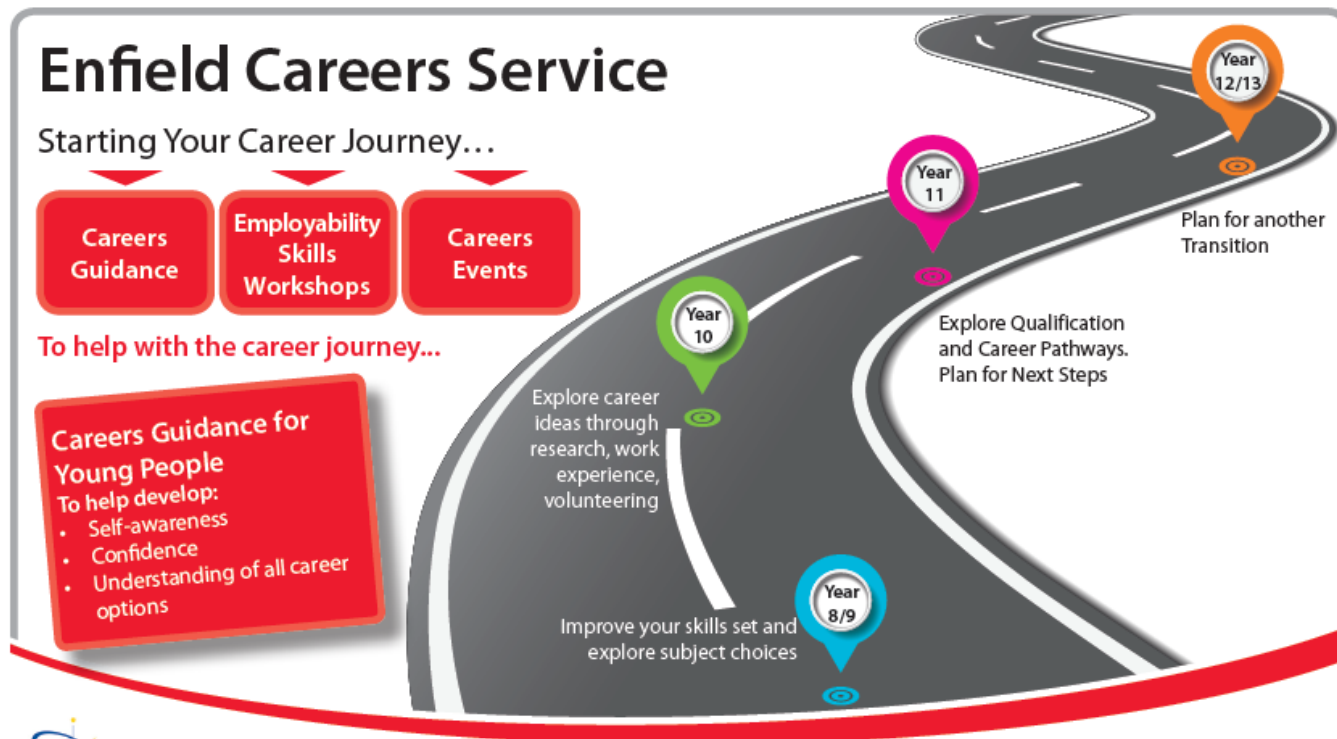 Enfield Careers Service
Starting Your Career Journey...
Careers
Guidance
Employability
Skills
Workshops
Careers
Events
To help with the career journey...
Careers Guidance for
Young People
To help develop:
• Self-awareness
• Confidence
• Understanding of all career
options
Year
12/13
Plan for another
Transition
Year
11
Explore Qualification
and Career Pathways.
Plan for Next Steps
Year
10
Explore career
ideas through
research, work
experience,
volunteering
Year
8/9
Improve your skills set and
explore subject choices